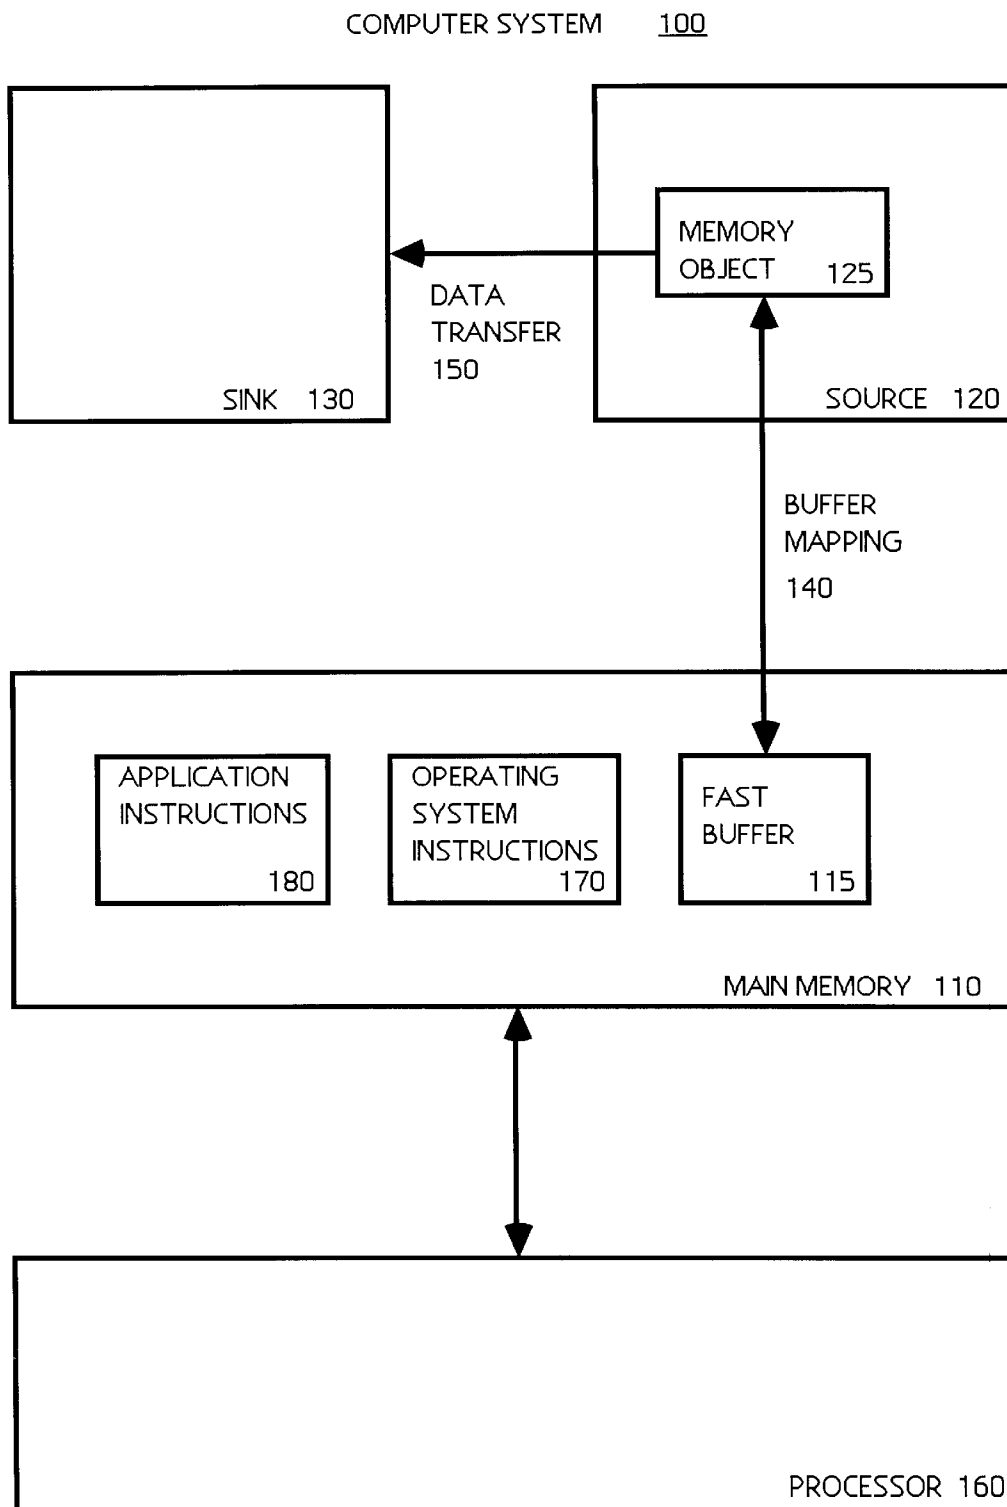 COMPUTER SYSTEM 100
MEMORY
OBJECT 125
DATA
TRANSFER
150
SINK 130
SOURCE 120
BUFFER
MAPPING
140
APPLICATION
INSTRUCTIONS
180
OPERATING
SYSTEM
INSTRUCTIONS
170
FAST
BUFFER
115
MAIN MEMORY 110
PROCESSOR 160